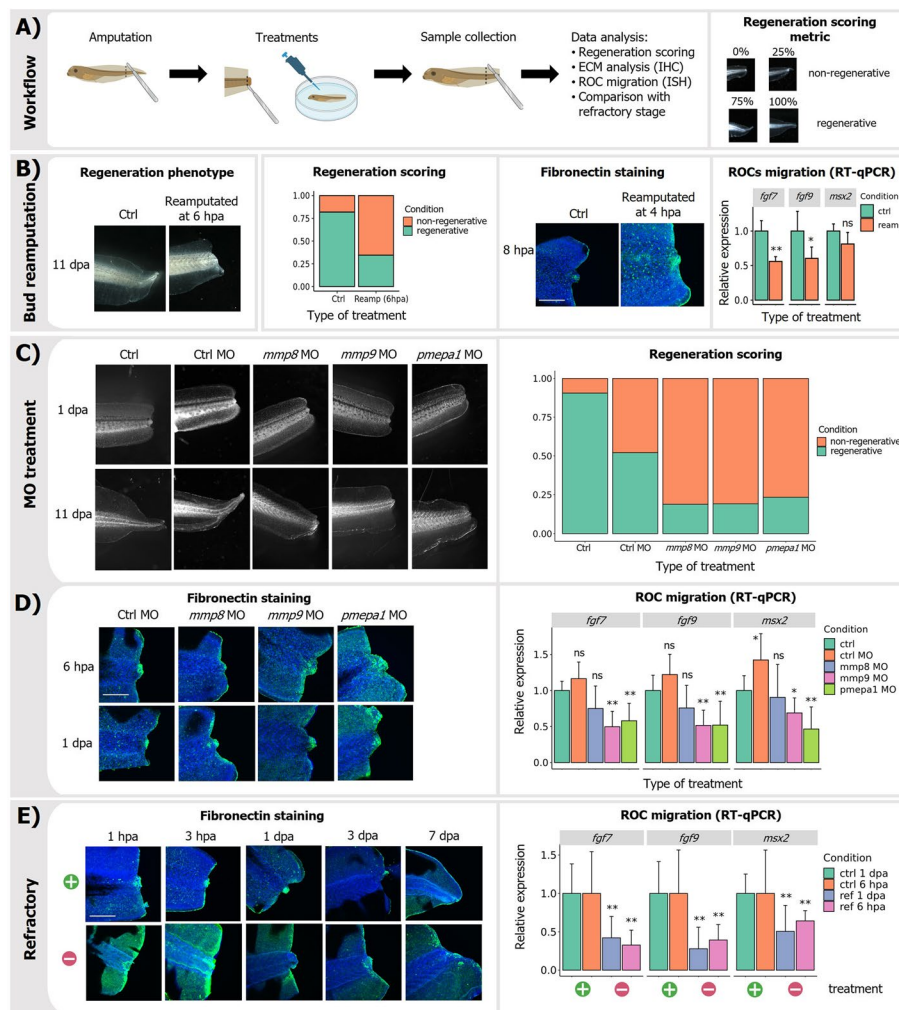 A)
Workflow
Amputation
Treatments
Sample collection
Data analysis:
• Regeneration scoring
• ECM analysis (IHC)
• ROC migration (ISH)
• Comparison with
refractory stage
Regeneration scoring
metric
0% 25%
non-regenerative
75% 100%
regenerative
B)
Bud reamputation
Regeneration phenotype
Ctrl
Reamputated
at 6 hpa
11 dpa
Regeneration scoring
1.00
0.75
0.50
0.25
0.00
Ctrl Reamp (6hpa)
Type of treatment
Condition
non-regenerative
regenerative
Fibronectin staining
Ctrl
Reamputated
at 4 hpa
8 hpa
ROCs migration (RT-qPCR)
fgf7 fgf9 msx2
Relative expression
1.0
0.5
0.0
** * ns
Type of treatment
Condition
ctrl
ream
C)
MO treatment
Ctrl Ctrl MO mmp8 MO mmp9 MO pmepa1 MO
1 dpa
11 dpa
Regeneration scoring
1.00
0.75
0.50
0.25
0.00
Ctrl Ctrl MO mmp8 MO mmp9 MO pmepa1 MO
Type of treatment
Condition
non-regenerative
regenerative
D)
Fibronectin staining
Ctrl MO mmp8 MO mmp9 MO pmepa1 MO
6 hpa
1 dpa
ROC migration (RT-qPCR)
fgf7 fgf9 msx2
Relative expression
1.5
1.0
0.5
0.0
ns ns ** ** ns ns ** ** * ns * **
Type of treatment
Condition
ctrl
ctrl MO
mmp8 MO
mmp9 MO
pmepa1 MO
E)
Refractory
Fibronectin staining
1 hpa 3 hpa 1 dpa 3 dpa 7 dpa
+
−
ROC migration (RT-qPCR)
fgf7 fgf9 msx2
Relative expression
1.5
1.0
0.5
0.0
** ** ** ** ** **
Condition
ctrl 1 dpa
ctrl 6 hpa
ref 1 dpa
ref 6 hpa
+ − + − + − treatment